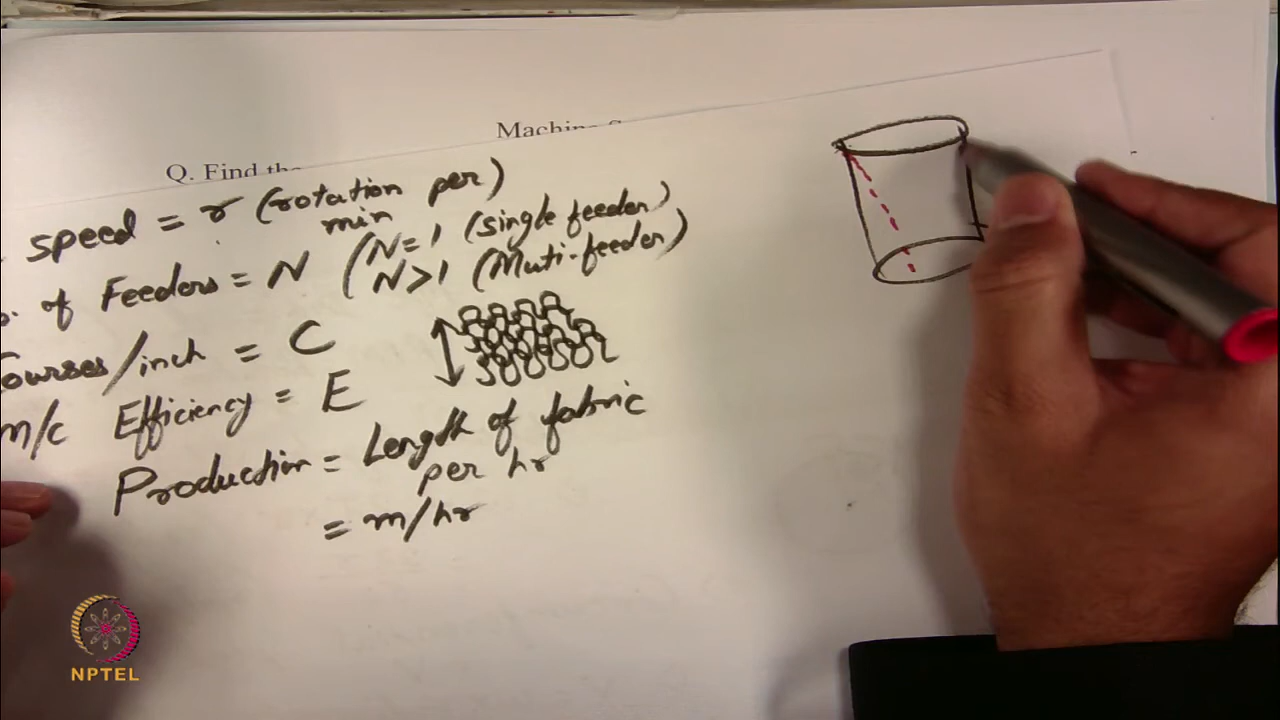 Machine
Q. Find the
speed = r (rotation per
min)
of Feeders = N (N=1 (single feeder)
N>1 (Muti-feeder)
Courses/inch = C
m/c Efficiency = E
Production = Length of fabric
per hr
= m/hr
NPTEL